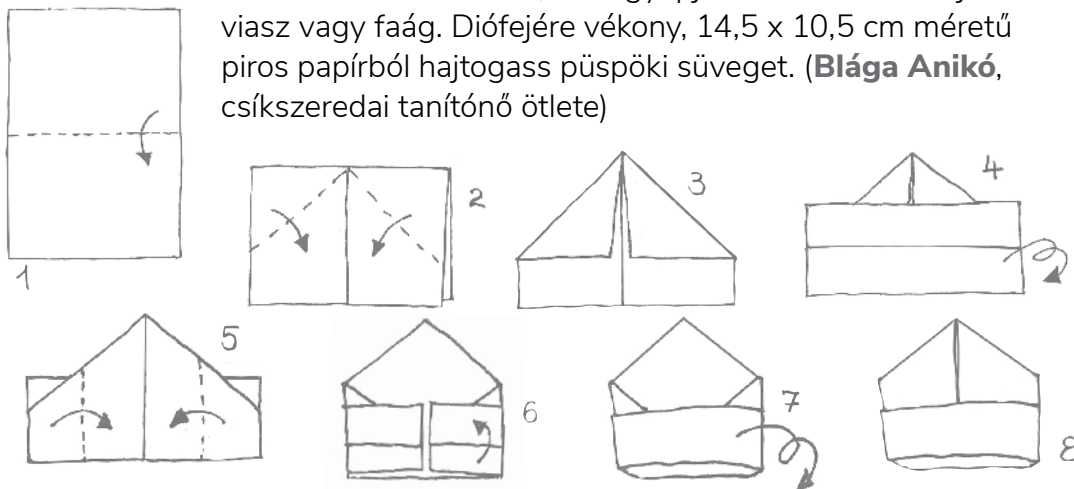 viasz vagy faág. Diófejére vékony, 14,5 x 10,5 cm méretű
piros papírból hajtogass püspöki süveget. (Blága Anikó,
csíkszeredai tanítónő ötlete)
1
2
3
4
5
6
7
8